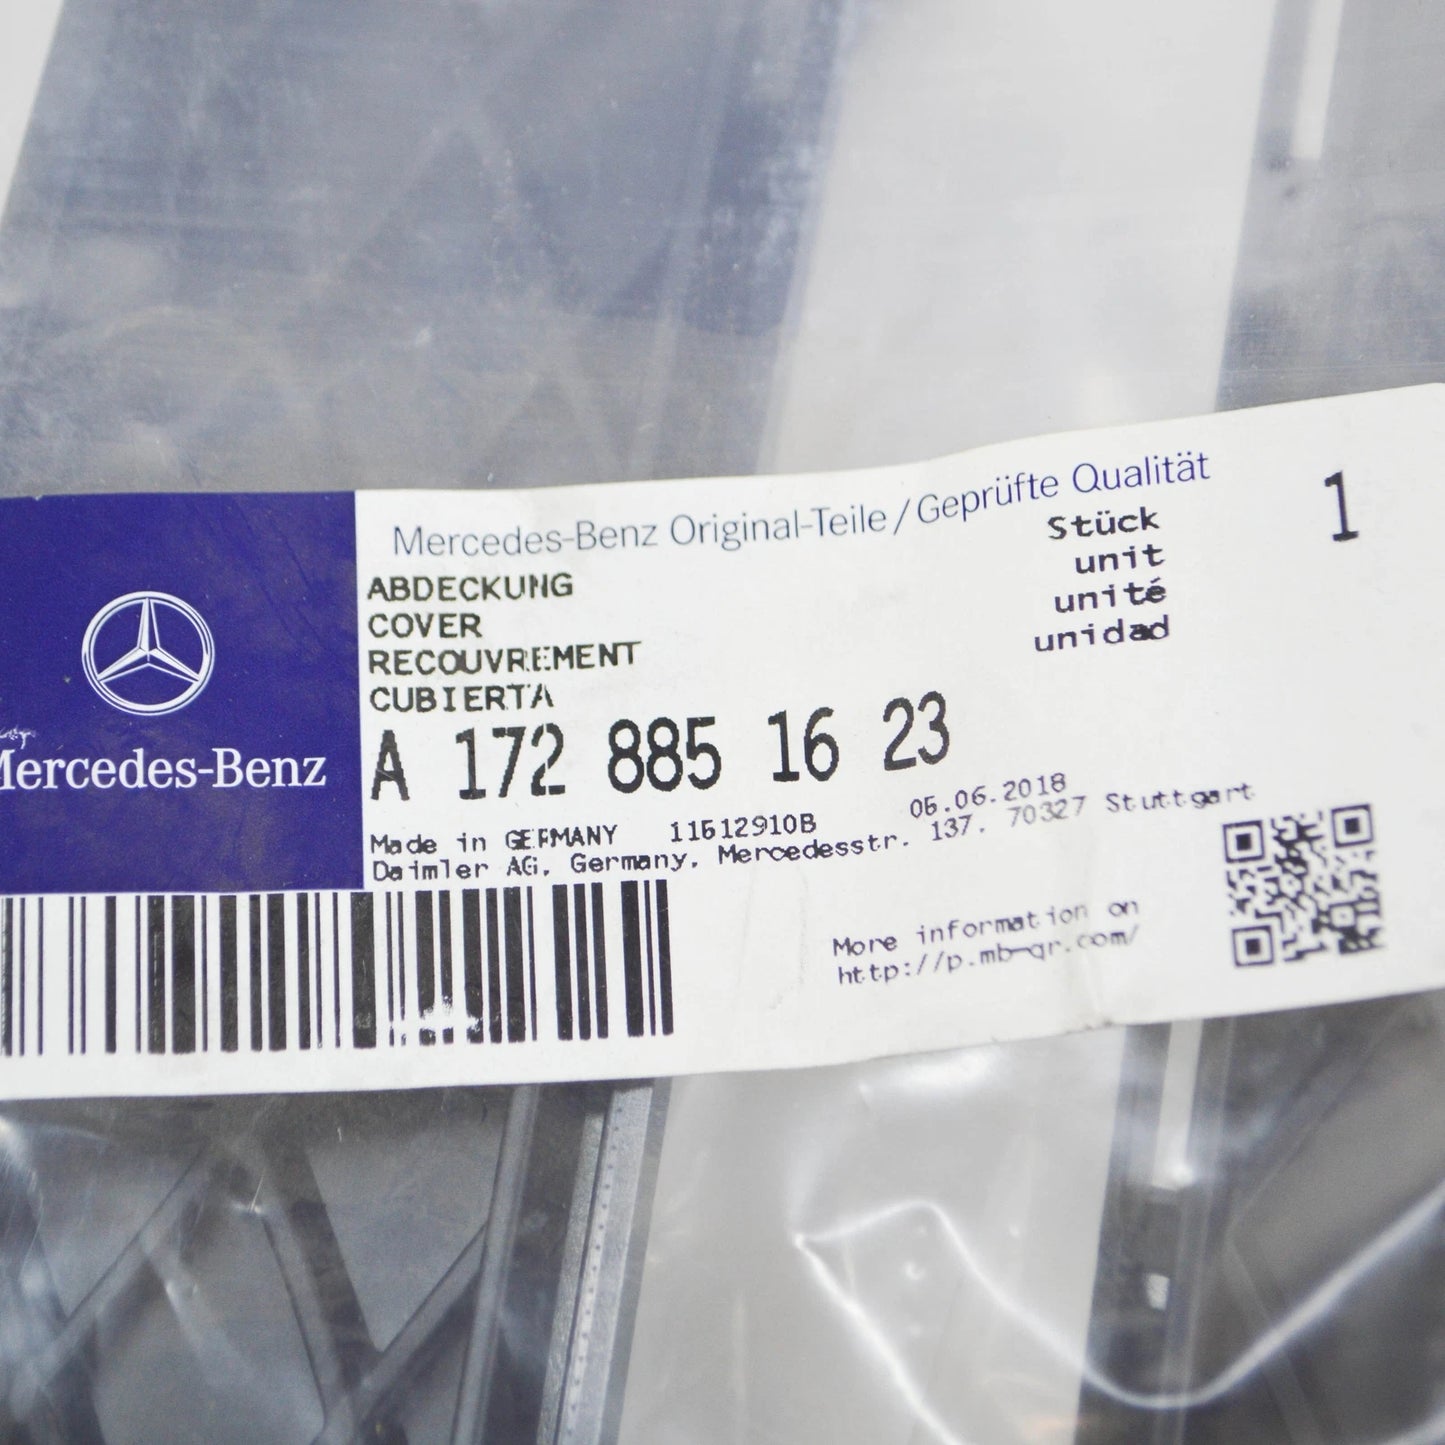 Mercedes-Benz Original-Teile / Geprüfte Qualität
ABDECKUNG
COVER
RECOUVREMENT
CUBIERTA
Stück
unit
unité
unidad
1
A 172 885 16 23
Made in GERMANY 11512910B 05.06.2018
Daimler AG, Germany, Mercedesstr. 137, 70327 Stuttgart
More information on
http://p.mb-qr.com/
Mercedes-Benz